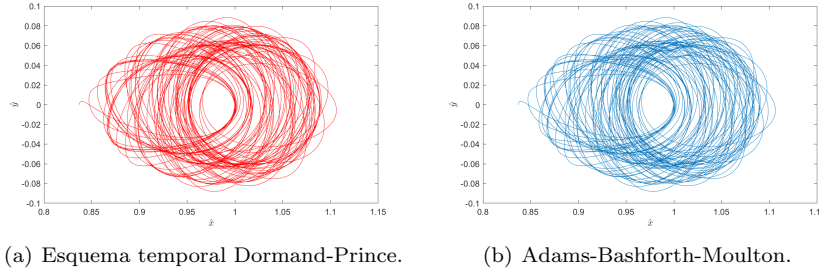 0.1
0.08
0.06
0.04
0.02
0
-0.02
-0.04
-0.06
-0.08
-0.1
0.8 0.85 0.9 0.95 1 1.05 1.1 1.15
x̂
ŷ
(a) Esquema temporal Dormand-Prince.
0.1
0.08
0.06
0.04
0.02
0
-0.02
-0.04
-0.06
-0.08
-0.1
0.8 0.85 0.9 0.95 1 1.05 1.1
x̂
ŷ
(b) Adams-Bashforth-Moulton.